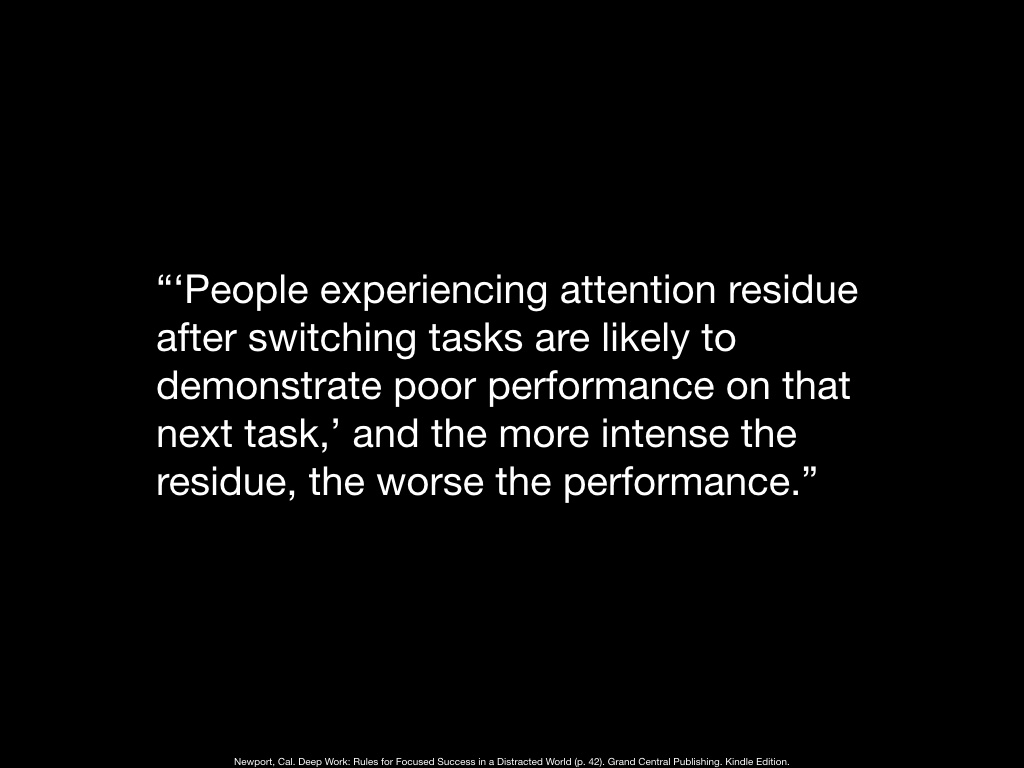 “‘People experiencing attention residue
after switching tasks are likely to
demonstrate poor performance on that
next task,’ and the more intense the
residue, the worse the performance.”
Newport, Cal. Deep Work: Rules for Focused Success in a Distracted World (p. 42). Grand Central Publishing. Kindle Edition.